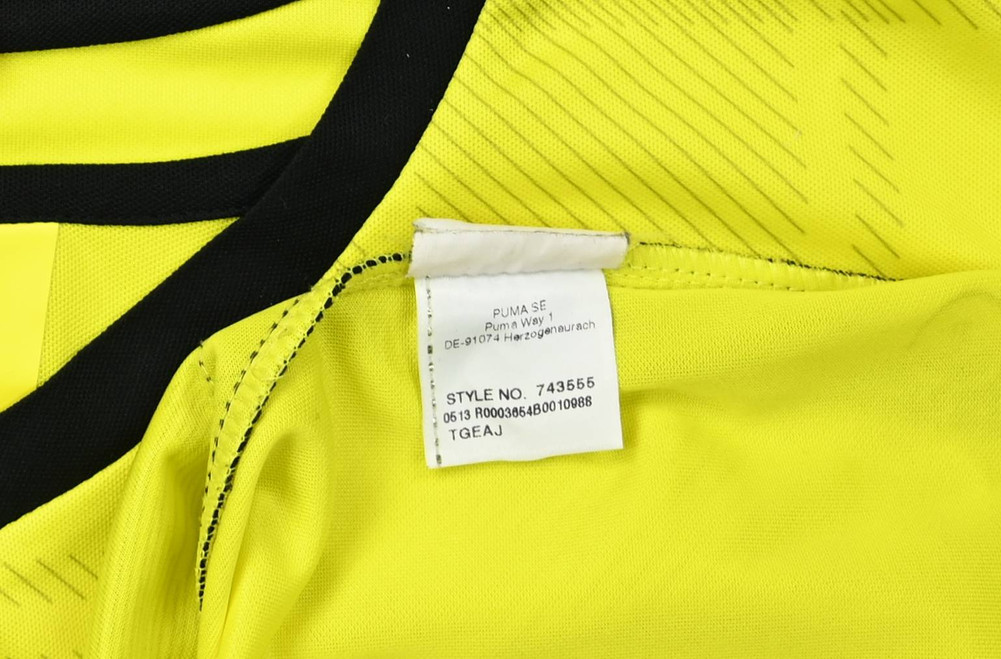 PUMA SE
Puma Way 1
DE-91074 Herzogenaurach
STYLE NO. 743555
0513 R0003654B0010988
TGEAJ